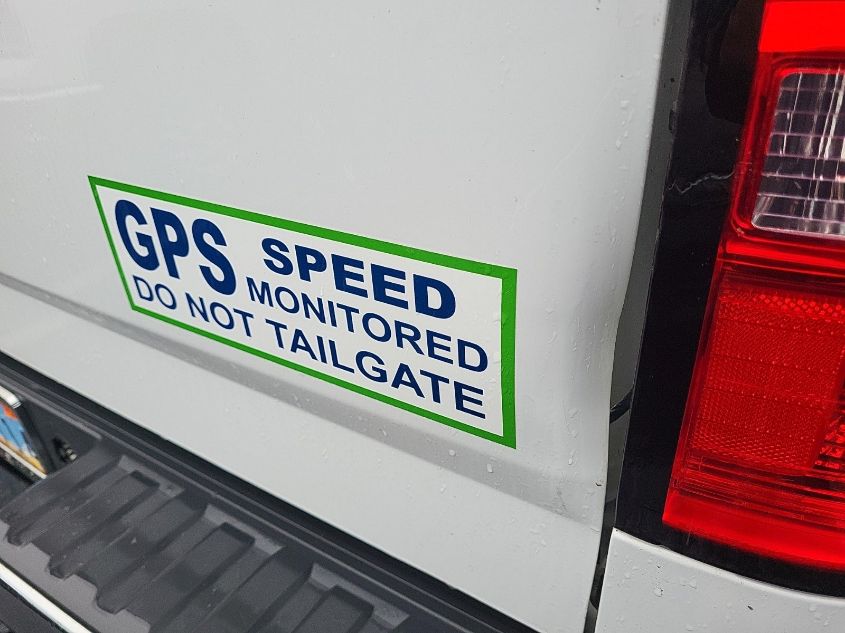 GPS SPEED
MONITORED
DO NOT TAILGATE